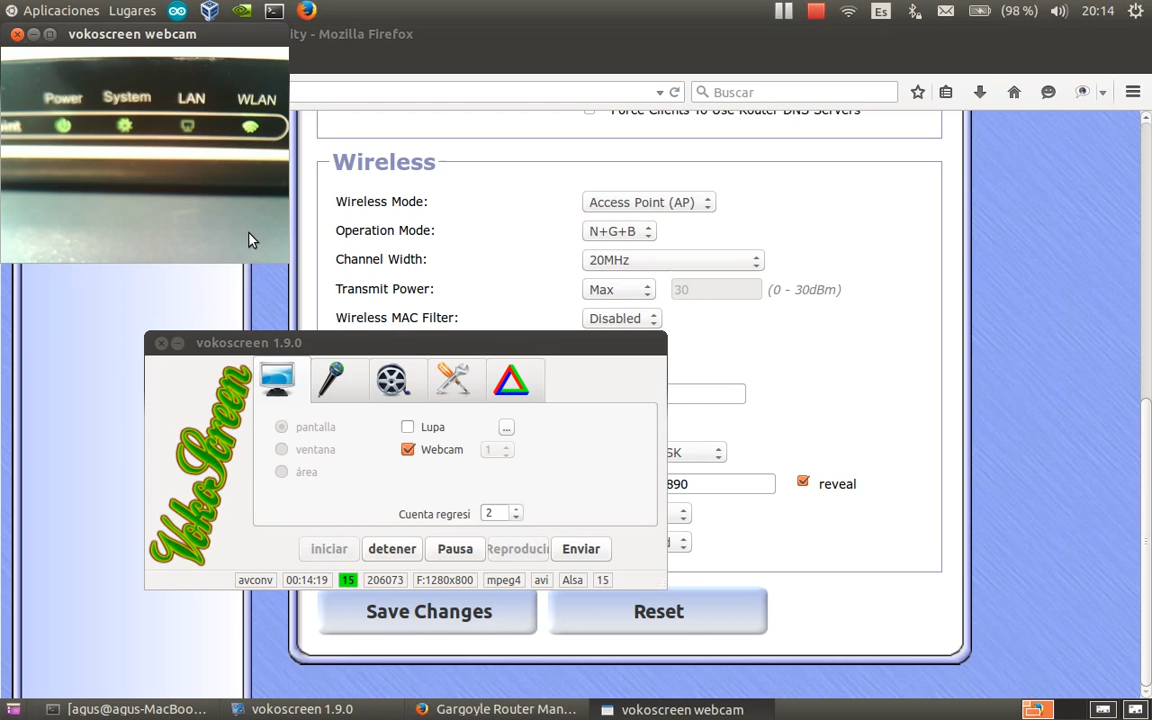 Aplicaciones Lugares Es (98 %) 20:14
vokoscreen webcam
ity - Mozilla Firefox
Buscar
Power System LAN WLAN
oint
Force Clients To Use Router DNS Servers
Wireless
Wireless Mode: Access Point (AP)
Operation Mode: N+G+B
Channel Width: 20MHz
Transmit Power: Max 30 (0 - 30dBm)
Wireless MAC Filter: Disabled
vokoscreen 1.9.0
VokoScreen
pantalla Lupa ...
ventana Webcam 1
área
Cuenta regresi 2
iniciar detener Pausa Reproduci Enviar
avconv 00:14:19 15 206073 F:1280x800 mpeg4 avi Alsa 15
SK
890 reveal
d
Save Changes Reset
[agus@agus-MacBoo... vokoscreen 1.9.0 Gargoyle Router Man... vokoscreen webcam